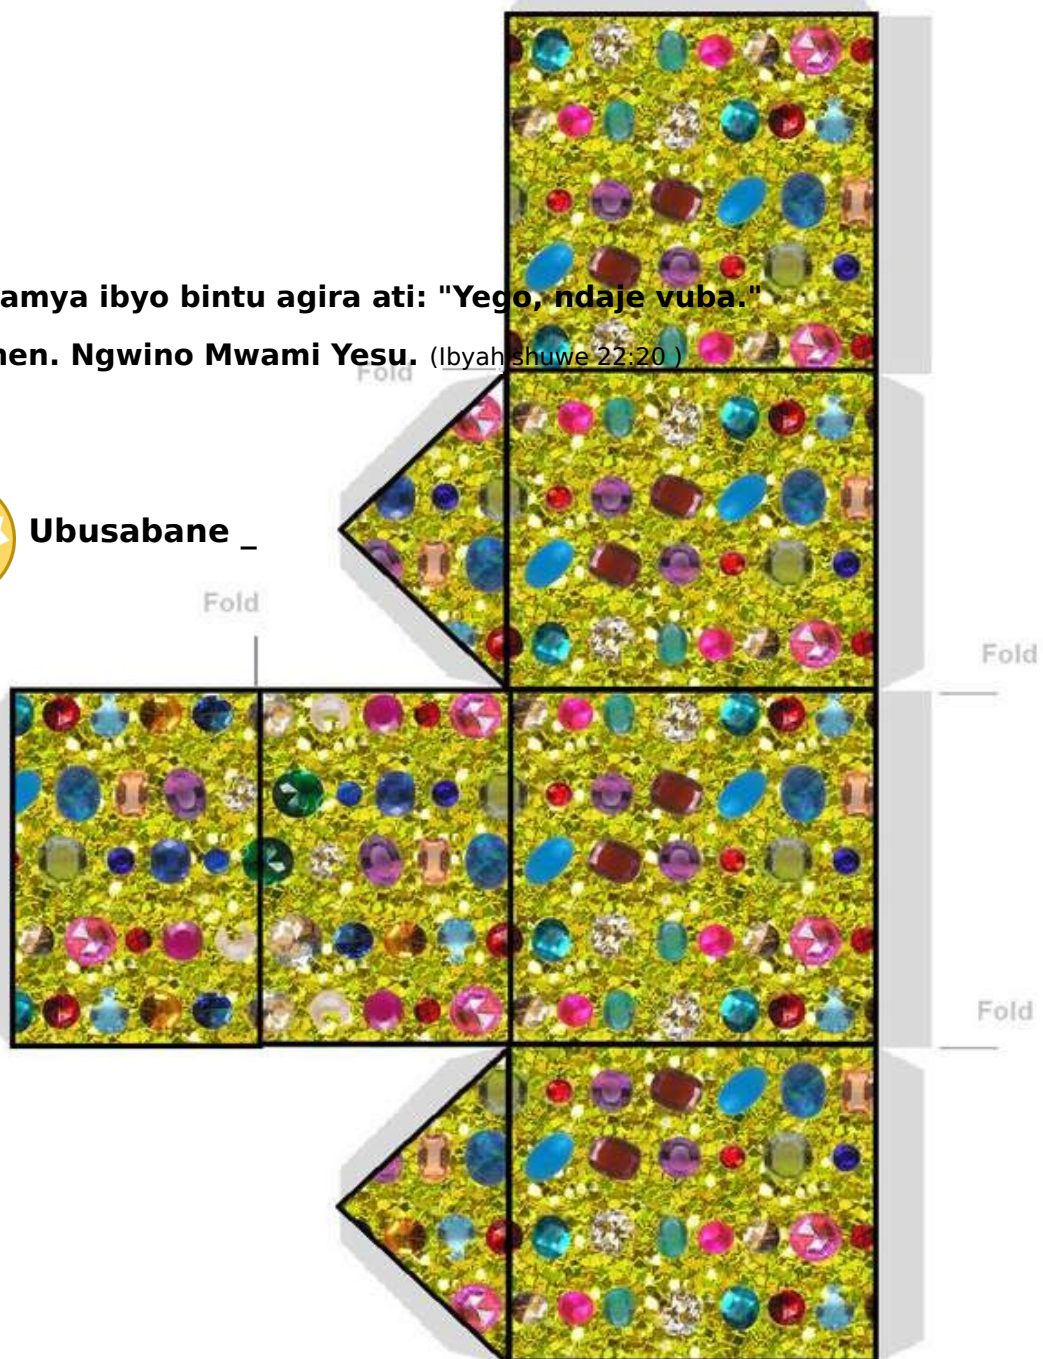 amya ibyo bintu agira ati: "Yego, ndaje vuba."
men. Ngwino Mwami Yesu. (Ibyahishuwe 22:20 )
Fold
Ubusabane _
Fold
Fold
Fold